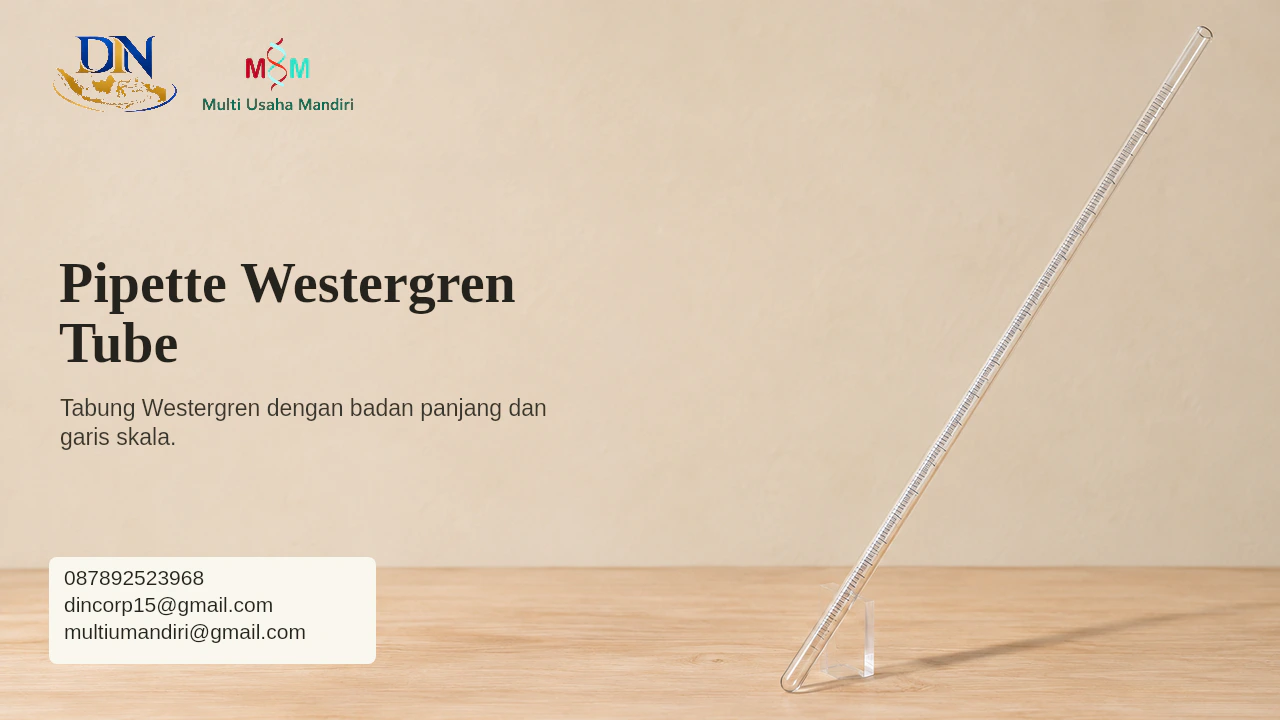 DIN
MM
Multi Usaha Mandiri
Pipette Westergren
Tube
Tabung Westergren dengan badan panjang dan
garis skala.
087892523968
dincorp15@gmail.com
multiumandiri@gmail.com